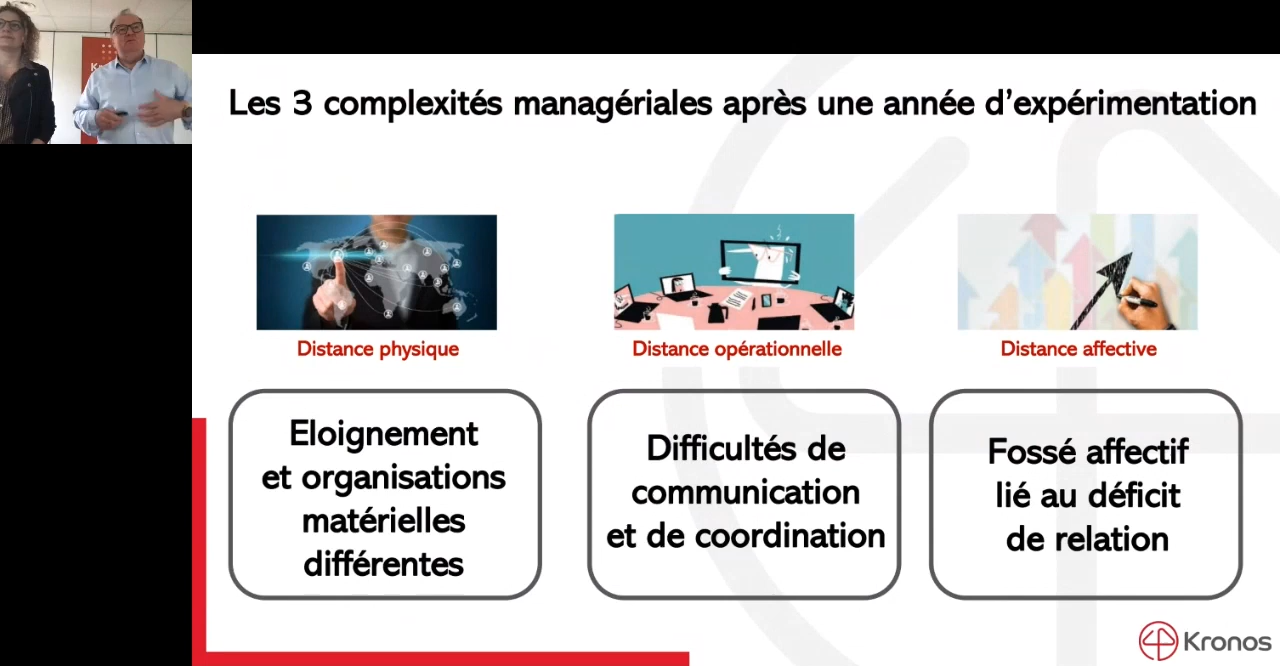 Les 3 complexités managériales après une année d'expérimentation
Distance physique
Distance opérationnelle
Distance affective
Eloignement
et organisations
matérielles
différentes
Difficultés de
communication
et de coordination
Fossé affectif
lié au déficit
de relation
Kronos